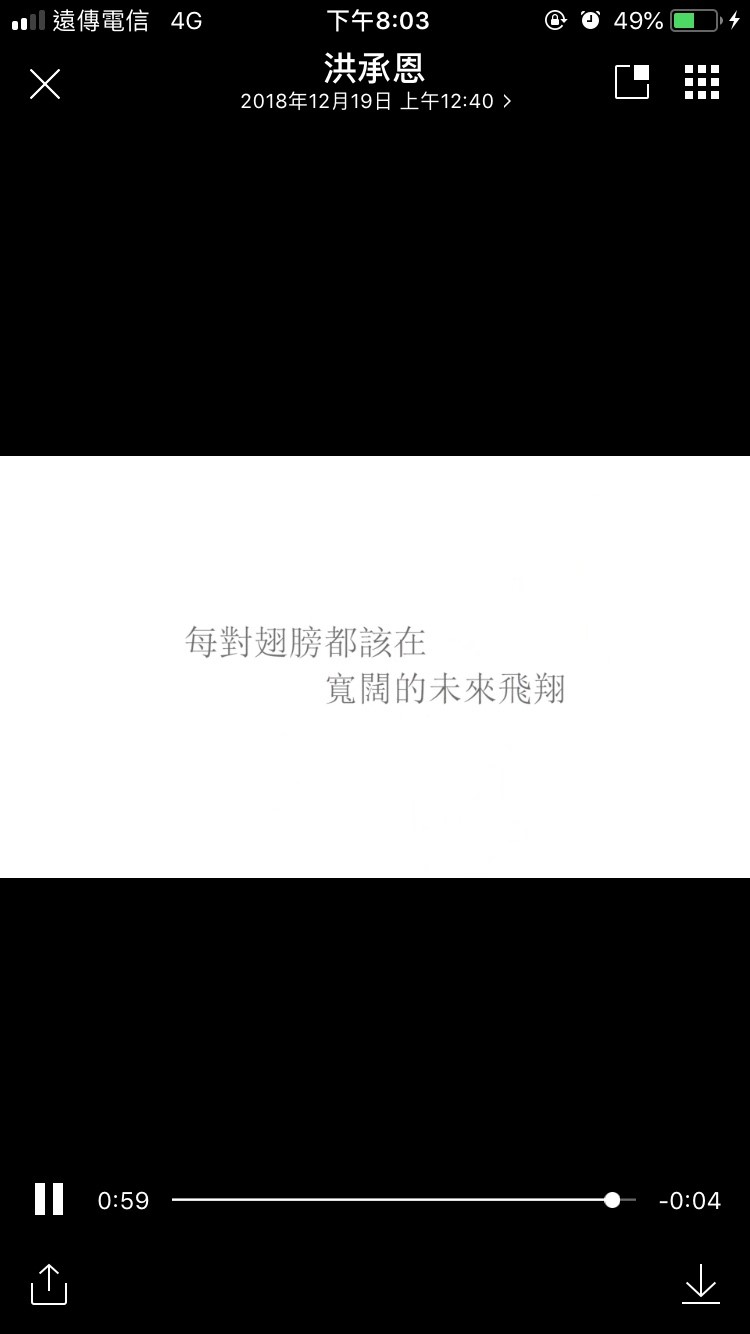 遠傳電信 4G 下午8:03 49%
洪承恩
2018年12月19日 上午12:40 >
每對翅膀都該在
寬闊的未來飛翔
0:59 -0:04